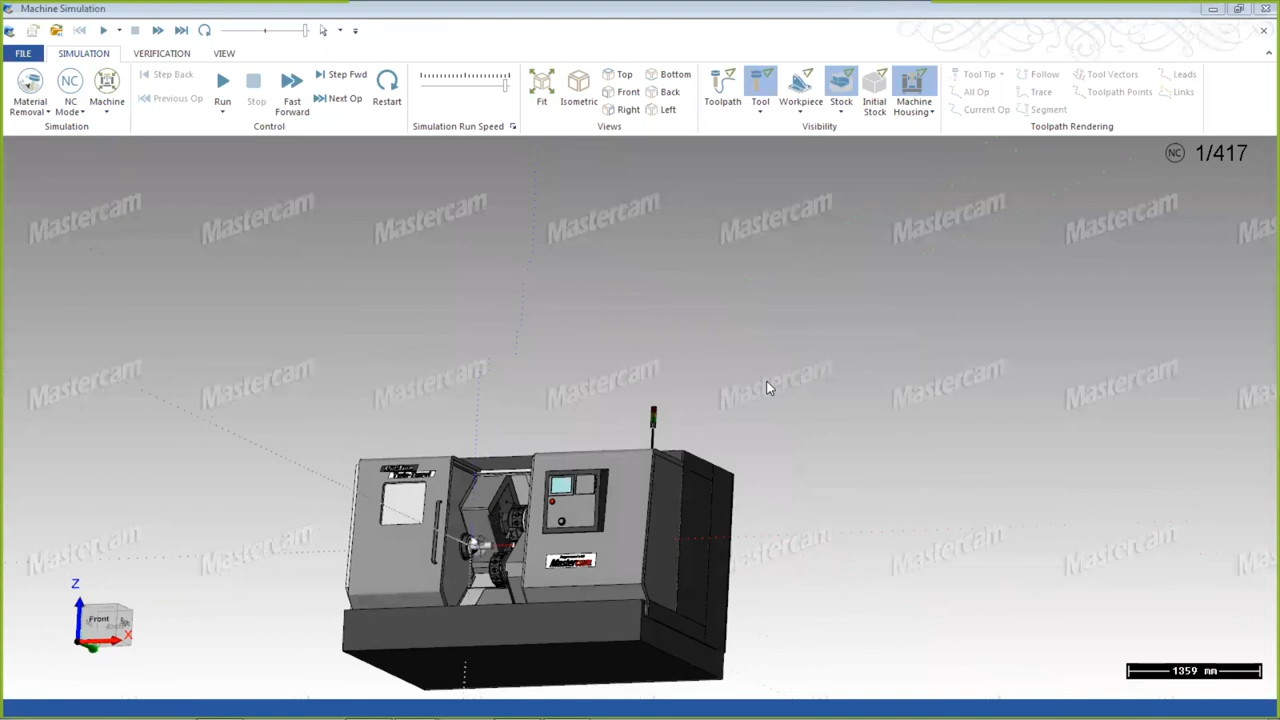 Machine Simulation
FILE SIMULATION VERIFICATION VIEW
Material Removal
NC Mode
Machine
Simulation
Step Back
Previous Op
Run
Stop
Fast Forward
Step Fwd
Next Op
Restart
Control
Simulation Run Speed
Fit
Isometric
Top
Front
Right
Bottom
Back
Left
Views
Toolpath
Tool
Workpiece
Stock
Initial Stock
Machine Housing
Visibility
Tool Tip
All Op
Current Op
Follow
Trace
Segment
Tool Vectors
Toolpath Points
Leads
Links
Toolpath Rendering
NC 1/417
Mastercam Mastercam Mastercam Mastercam Mastercam Mastercam Mastercam
Mastercam Mastercam Mastercam Mastercam Mastercam Mastercam Mastercam
Mastercam Mastercam Mastercam Mastercam Mastercam
Mastercam
Z
Front
X
1359 mm